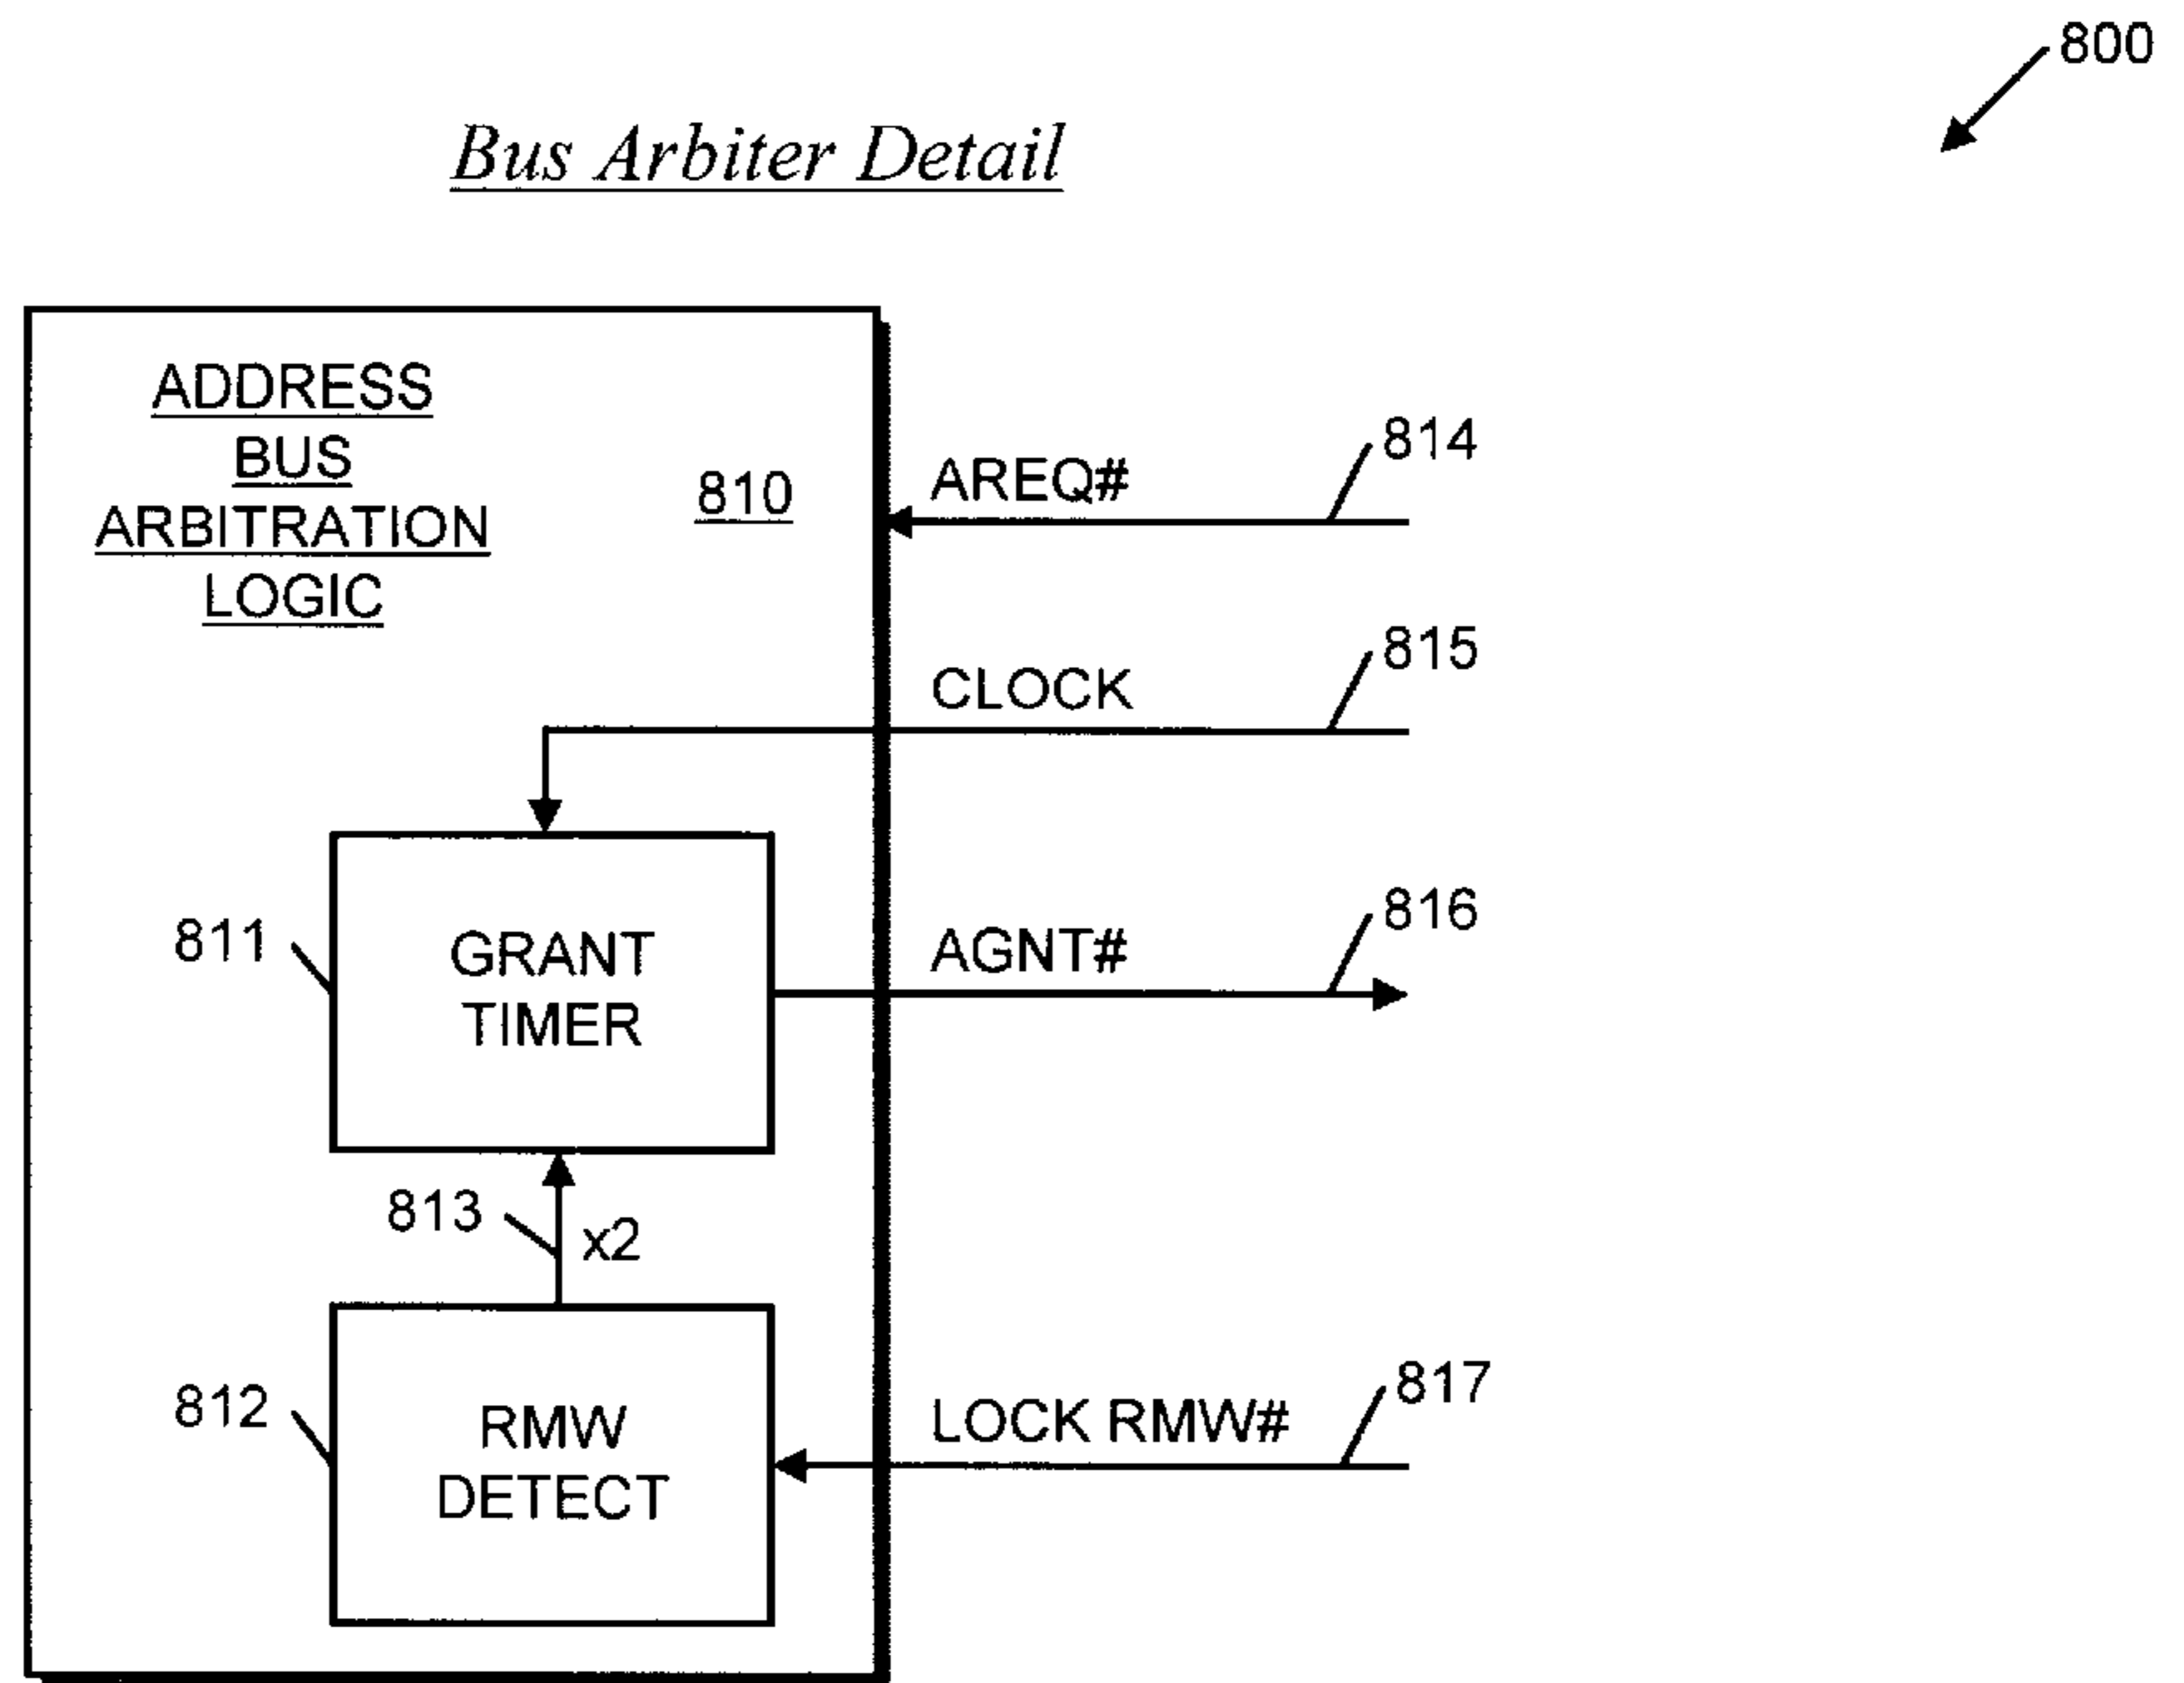 800
Bus Arbiter Detail
ADDRESS
BUS
ARBITRATION
LOGIC
810
AREQ#
814
CLOCK
815
811
GRANT
TIMER
AGNT#
816
813
x2
812
RMW
DETECT
LOCK RMW#
817